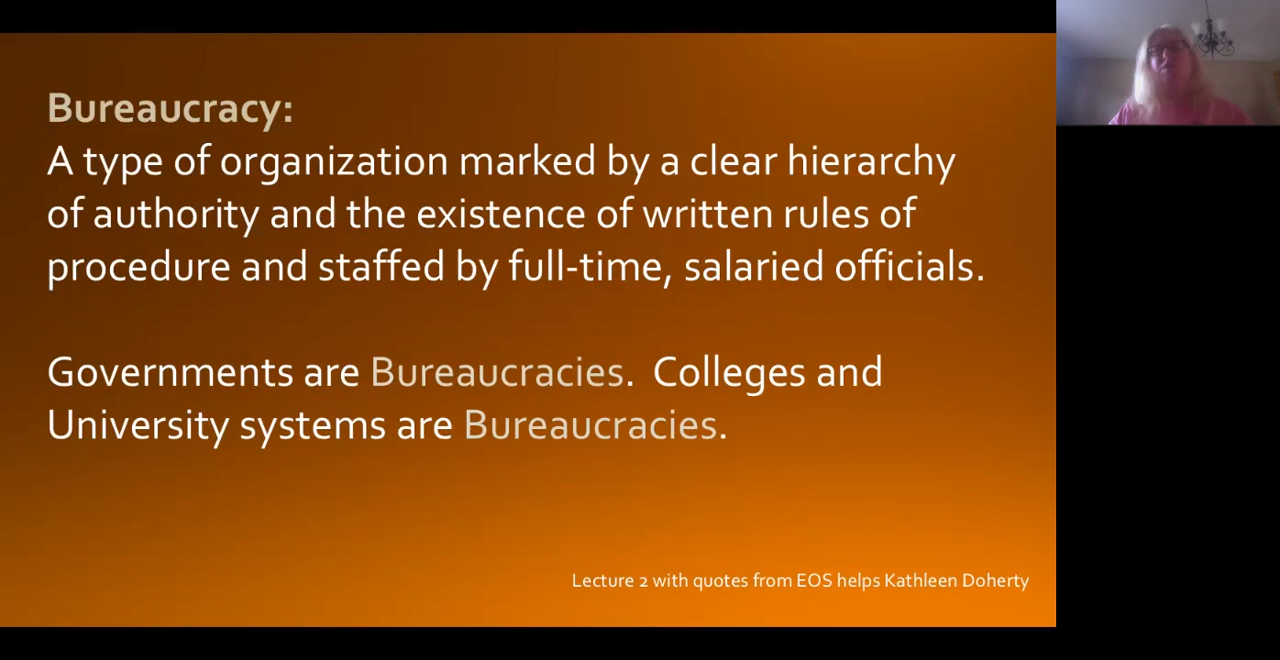 Bureaucracy:
A type of organization marked by a clear hierarchy
of authority and the existence of written rules of
procedure and staffed by full-time, salaried officials.
Governments are Bureaucracies.  Colleges and
University systems are Bureaucracies.
Lecture 2 with quotes from EOS helps Kathleen Doherty